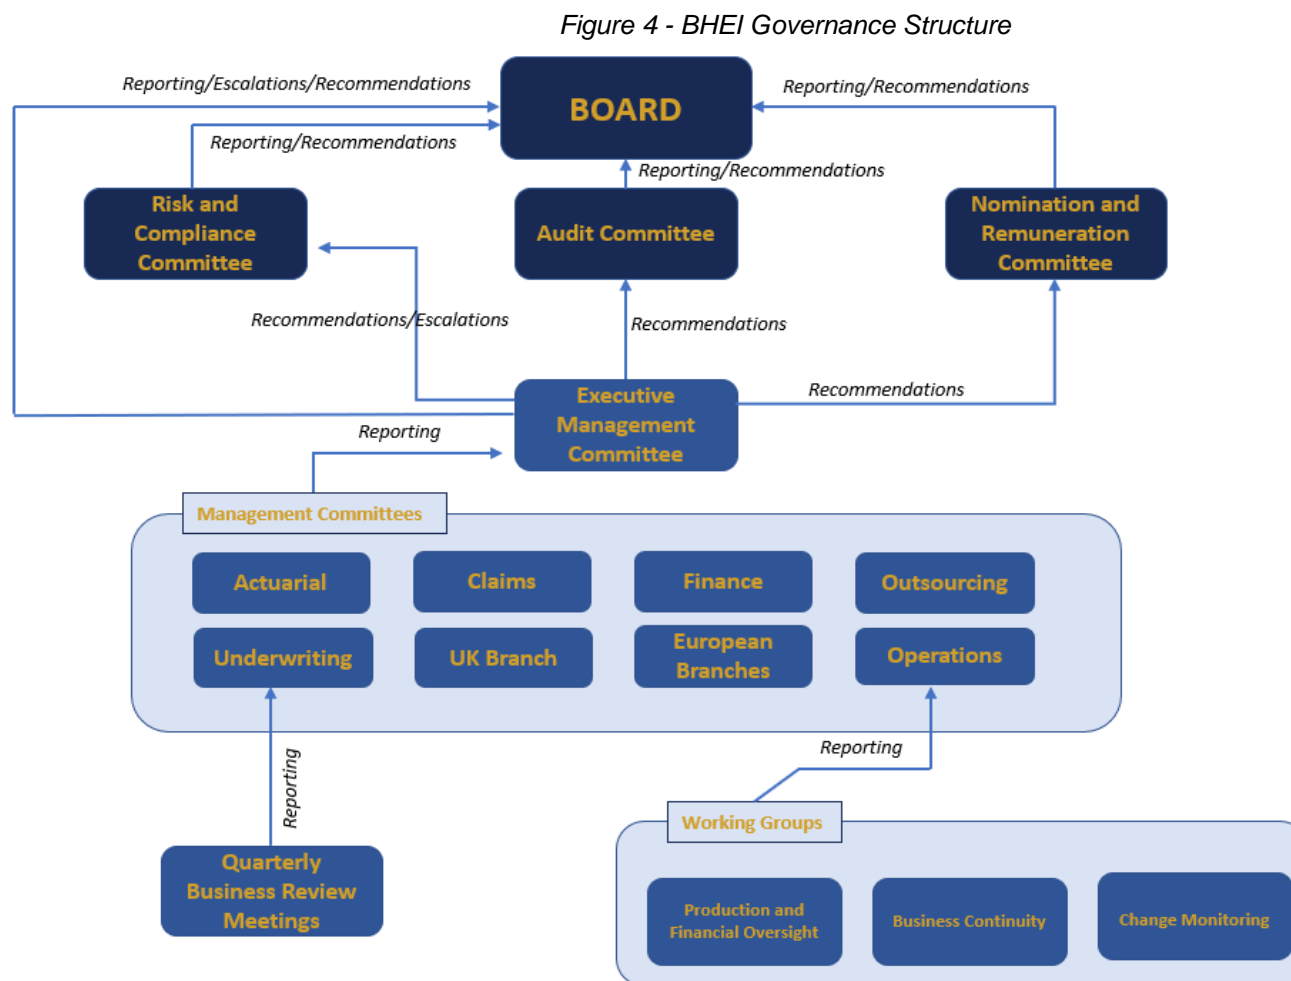 Figure 4 - BHEI Governance Structure
Reporting/Escalations/Recommendations
BOARD
Reporting/Recommendations
Reporting/Recommendations
Reporting/Recommendations
Risk and
Compliance
Committee
Audit Committee
Nomination and
Remuneration
Committee
Recommendations/Escalations
Recommendations
Recommendations
Executive
Management
Committee
Reporting
Management Committees
Actuarial
Claims
Finance
Outsourcing
Underwriting
UK Branch
European
Branches
Operations
Reporting
Reporting
Working Groups
Quarterly
Business Review
Meetings
Production and
Financial Oversight
Business Continuity
Change Monitoring